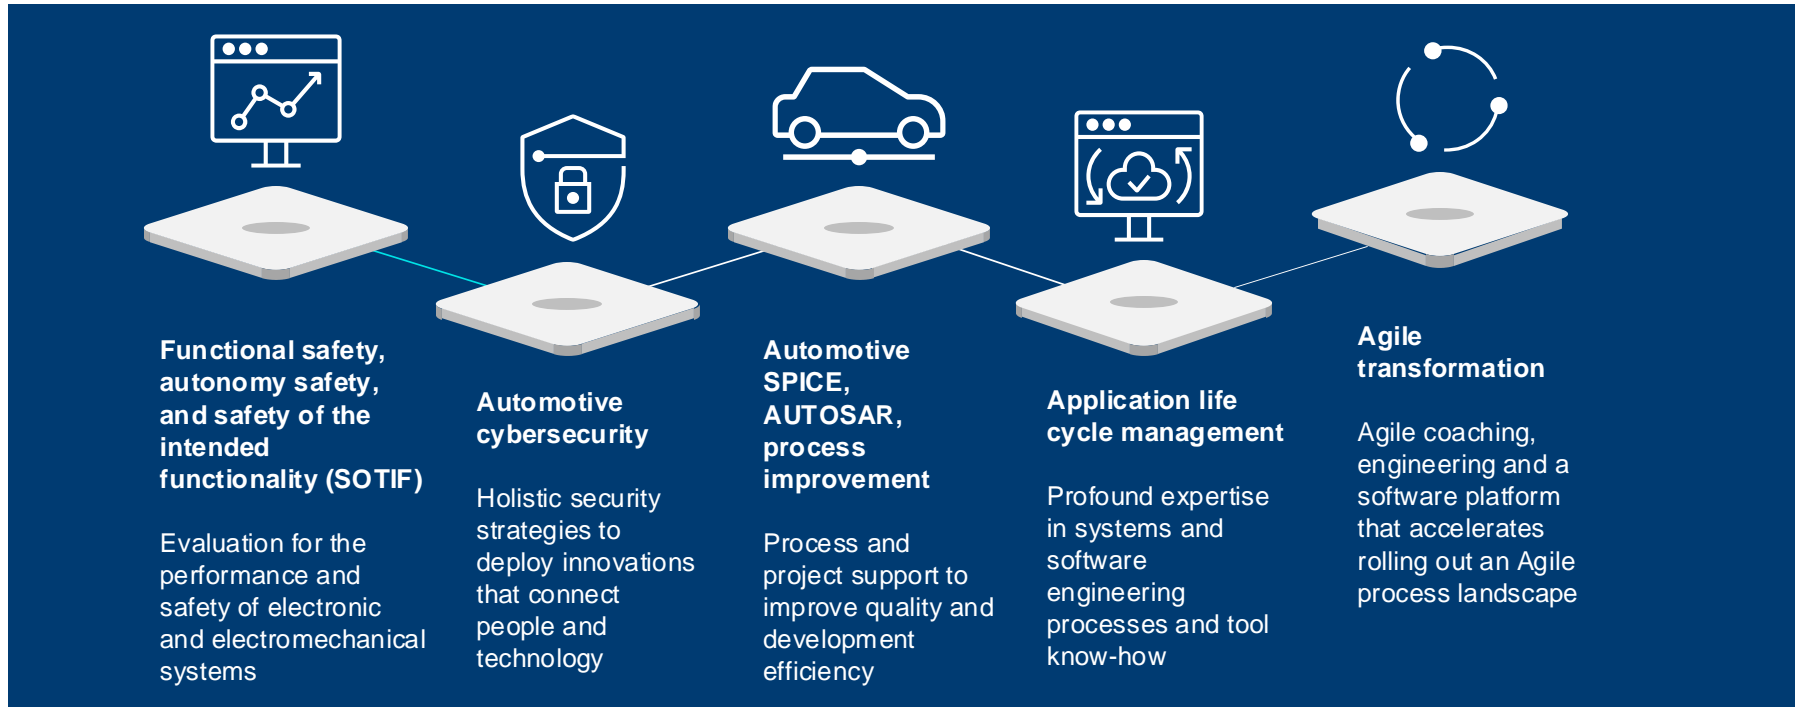 Functional safety,
autonomy safety,
and safety of the
intended
functionality (SOTIF)
Evaluation for the
performance and
safety of electronic
and electromechanical
systems
Automotive
cybersecurity
Holistic security
strategies to
deploy innovations
that connect
people and
technology
Automotive
SPICE,
AUTOSAR,
process
improvement
Process and
project support to
improve quality and
development
efficiency
Application life
cycle management
Profound expertise
in systems and
software
engineering
processes and tool
know-how
Agile
transformation
Agile coaching,
engineering and a
software platform
that accelerates
rolling out an Agile
process landscape